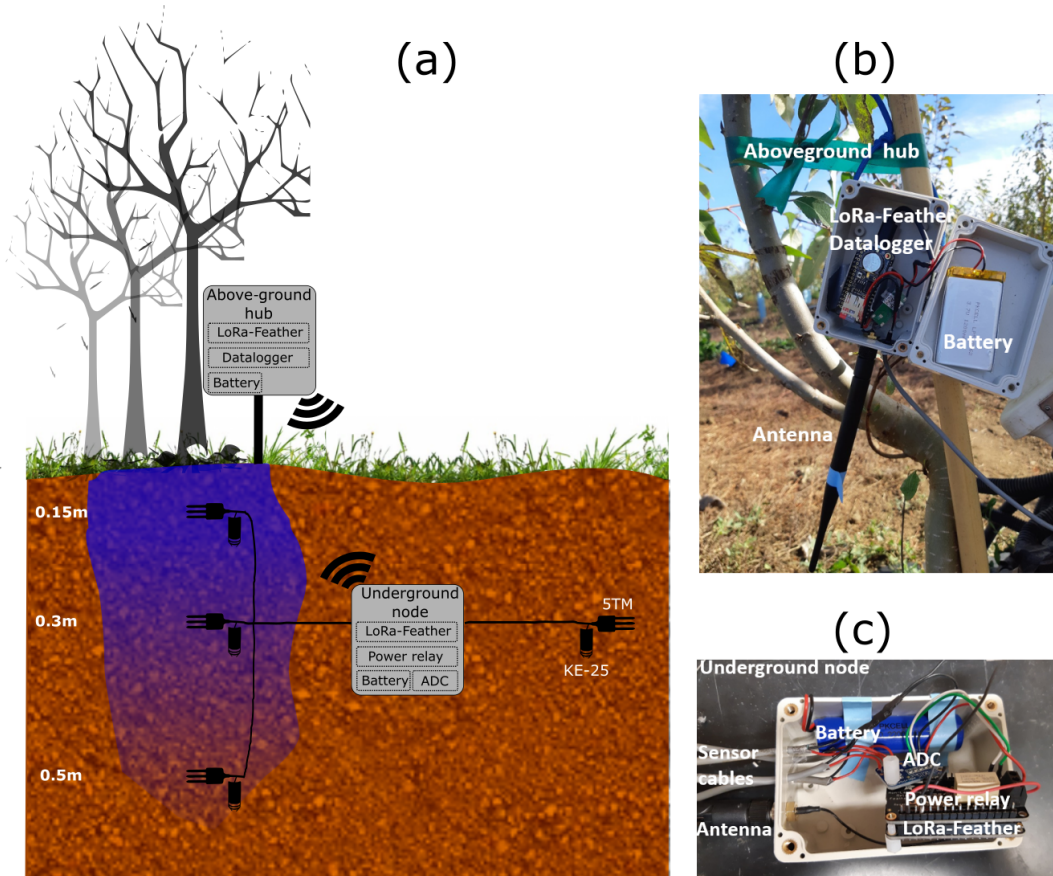 (a)
Above-ground
hub
LoRa-Feather
Datalogger
Battery
0.15m
0.3m
0.5m
Underground
node
LoRa-Feather
Power relay
Battery ADC
5TM
KE-25
(b)
Aboveground hub
LoRa-Feather
Datalogger
Battery
Antenna
(c)
Underground node
Battery
Sensor
cables
ADC
Power relay
Antenna
LoRa-Feather